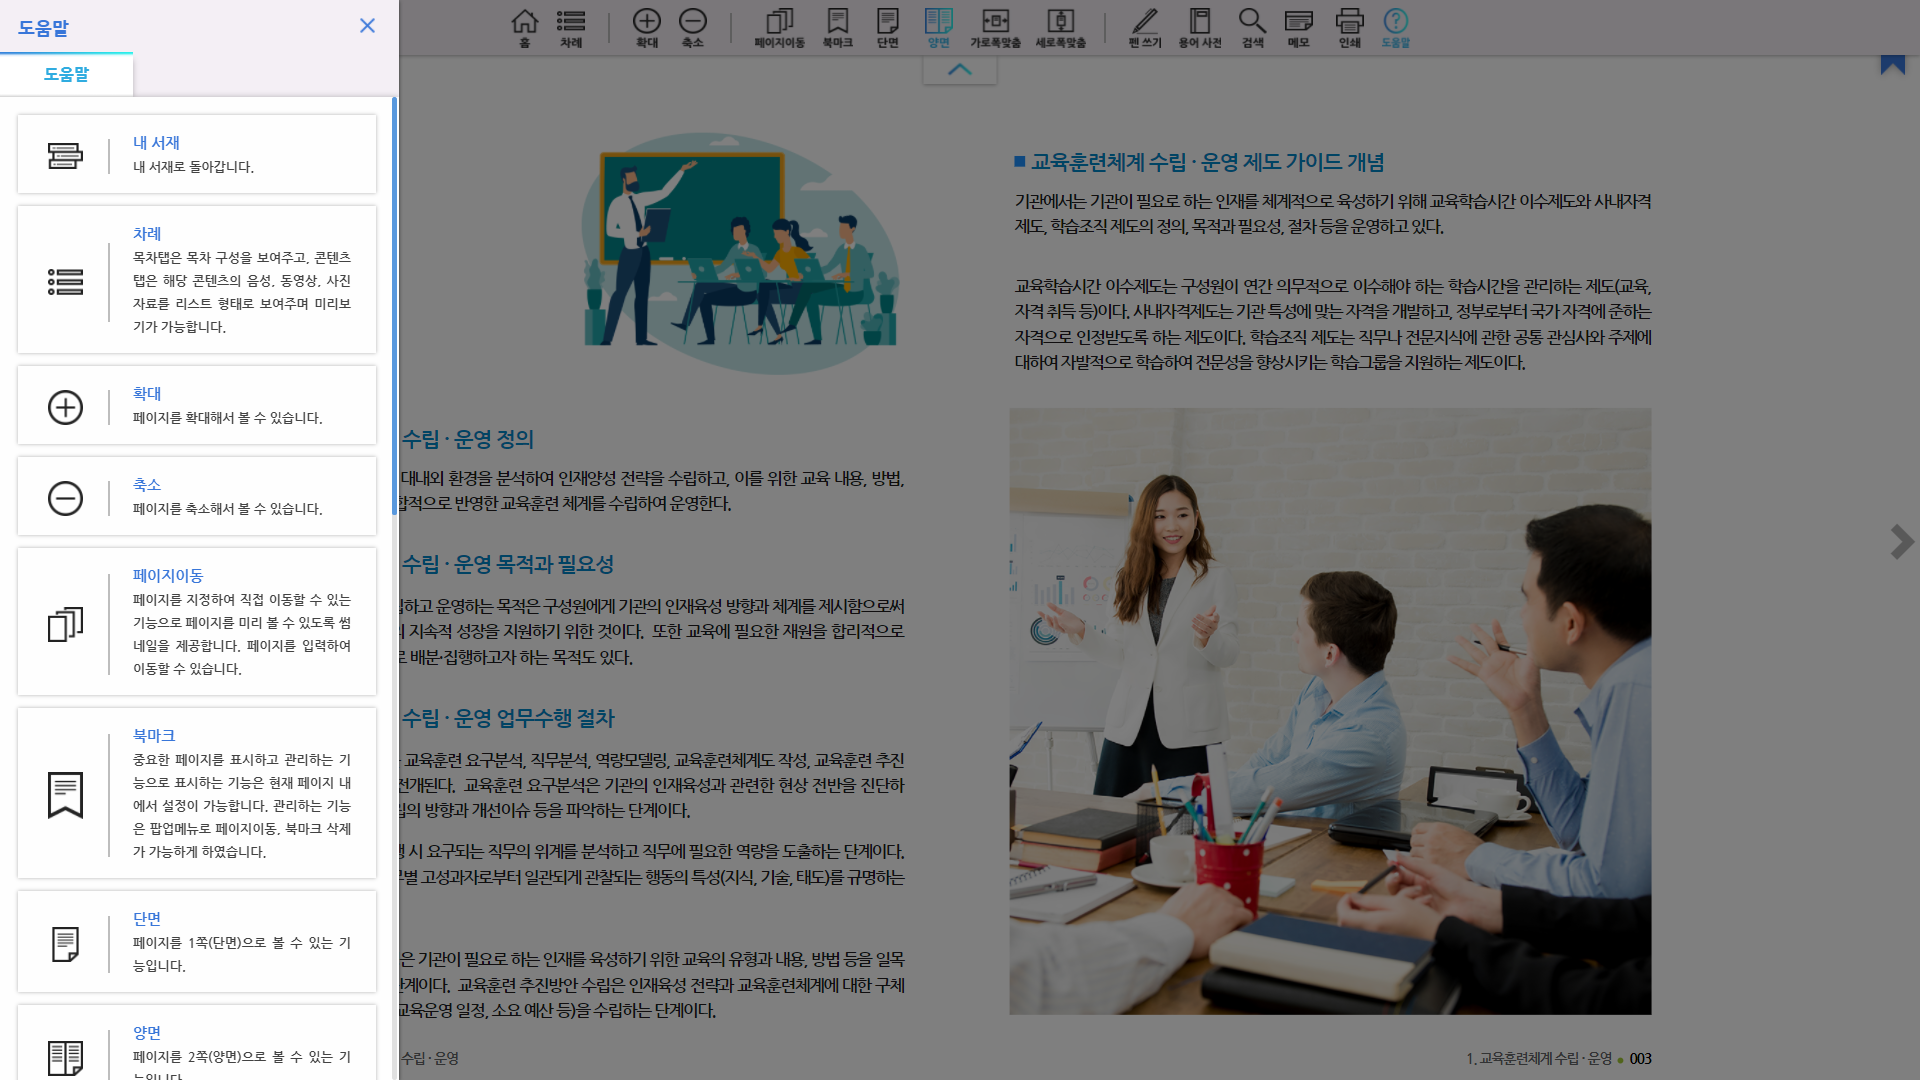 도움말
도움말
내 서재
내 서재로 돌아갑니다.
차례
목차탭은 목차 구성을 보여주고, 콘텐츠
탭은 해당 콘텐츠의 음성, 동영상, 사진
자료를 리스트 형태로 보여주며 미리보
기가 가능합니다.
확대
페이지를 확대해서 볼 수 있습니다.
축소
페이지를 축소해서 볼 수 있습니다.
페이지이동
페이지를 지정하여 직접 이동할 수 있는
기능으로 페이지를 미리 볼 수 있도록 썸
네일을 제공합니다. 페이지를 입력하여
이동할 수 있습니다.
북마크
중요한 페이지를 표시하고 관리하는 기
능으로 표시하는 기능은 현재 페이지 내
에서 설정이 가능합니다. 관리하는 기능
은 팝업메뉴로 페이지이동, 북마크 삭제
가 가능하게 하였습니다.
단면
페이지를 1쪽(단면)으로 볼 수 있는 기
능입니다.
양면
페이지를 2쪽(양면)으로 볼 수 있는 기
홈 차례 확대 축소 페이지이동 북마크 단면 양면 가로폭맞춤 세로폭맞춤 펜 쓰기 용어 사전 검색 메모 인쇄 도움말
수립 · 운영 정의
대내외 환경을 분석하여 인재양성 전략을 수립하고, 이를 위한 교육 내용, 방법,
합적으로 반영한 교육훈련 체계를 수립하여 운영한다.
수립 · 운영 목적과 필요성
하고 운영하는 목적은 구성원에게 기관의 인재육성 방향과 체계를 제시함으로써
지속적 성장을 지원하기 위한 것이다. 또한 교육에 필요한 재원을 합리적으로
배분·집행하고자 하는 목적도 있다.
수립 · 운영 업무수행 절차
교육훈련 요구분석, 직무분석, 역량모델링, 교육훈련체계도 작성, 교육훈련 추진
전개된다. 교육훈련 요구분석은 기관의 인재육성과 관련한 현상 전반을 진단하
립의 방향과 개선이슈 등을 파악하는 단계이다.
시 요구되는 직무의 위계를 분석하고 직무에 필요한 역량을 도출하는 단계이다.
별 고성과자로부터 일관되게 관찰되는 행동의 특성(지식, 기술, 태도)를 규명하는
은 기관이 필요로 하는 인재를 육성하기 위한 교육의 유형과 내용, 방법 등을 일목
단계이다. 교육훈련 추진방안 수립은 인재육성 전략과 교육훈련체계에 대한 구체
교육운영 일정, 소요 예산 등)을 수립하는 단계이다.
수립 · 운영
■ 교육훈련체계 수립 · 운영 제도 가이드 개념
기관에서는 기관이 필요로 하는 인재를 체계적으로 육성하기 위해 교육학습시간 이수제도와 사내자격
제도, 학습조직 제도의 정의, 목적과 필요성, 절차 등을 운영하고 있다.
교육학습시간 이수제도는 구성원이 연간 의무적으로 이수해야 하는 학습시간을 관리하는 제도(교육,
자격 취득 등)이다. 사내자격제도는 기관 특성에 맞는 자격을 개발하고, 정부로부터 국가 자격에 준하는
자격으로 인정받도록 하는 제도이다. 학습조직 제도는 직무나 전문지식에 관한 공통 관심사와 주제에
대하여 자발적으로 학습하여 전문성을 향상시키는 학습그룹을 지원하는 제도이다.
1. 교육훈련체계 수립 · 운영 ● 003